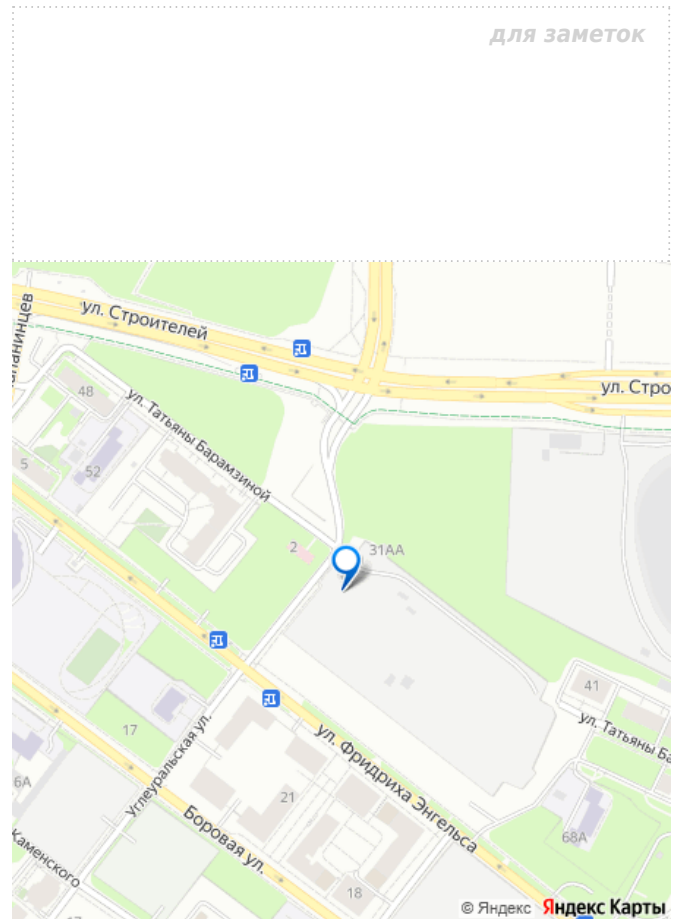 для заметок
ул. Строителей
ул. Стро
48
ул. Татьяны Барамзиной
5
52
2
31АА
41
ул. Татьяны Ба
17
Углеуральская ул.
ул. Фридриха Энгельса
6А
21
Боровая ул.
68А
Каменского
18
© Яндекс Яндекс Карты